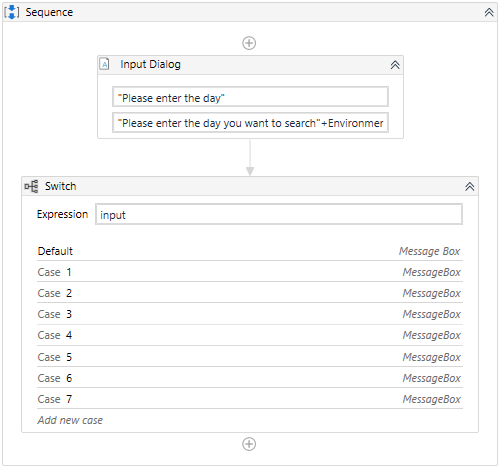 Sequence
Input Dialog
"Please enter the day"
"Please enter the day you want to search"+Environmer
Switch
Expression input
Default Message Box
Case 1 MessageBox
Case 2 MessageBox
Case 3 MessageBox
Case 4 MessageBox
Case 5 MessageBox
Case 6 MessageBox
Case 7 MessageBox
Add new case